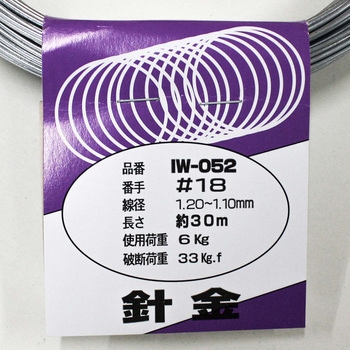 品番 IW-052
番手 #18
線径 1.20~1.10mm
長さ 約30m
使用荷重 6Kg
破断荷重 33Kg.f
針金